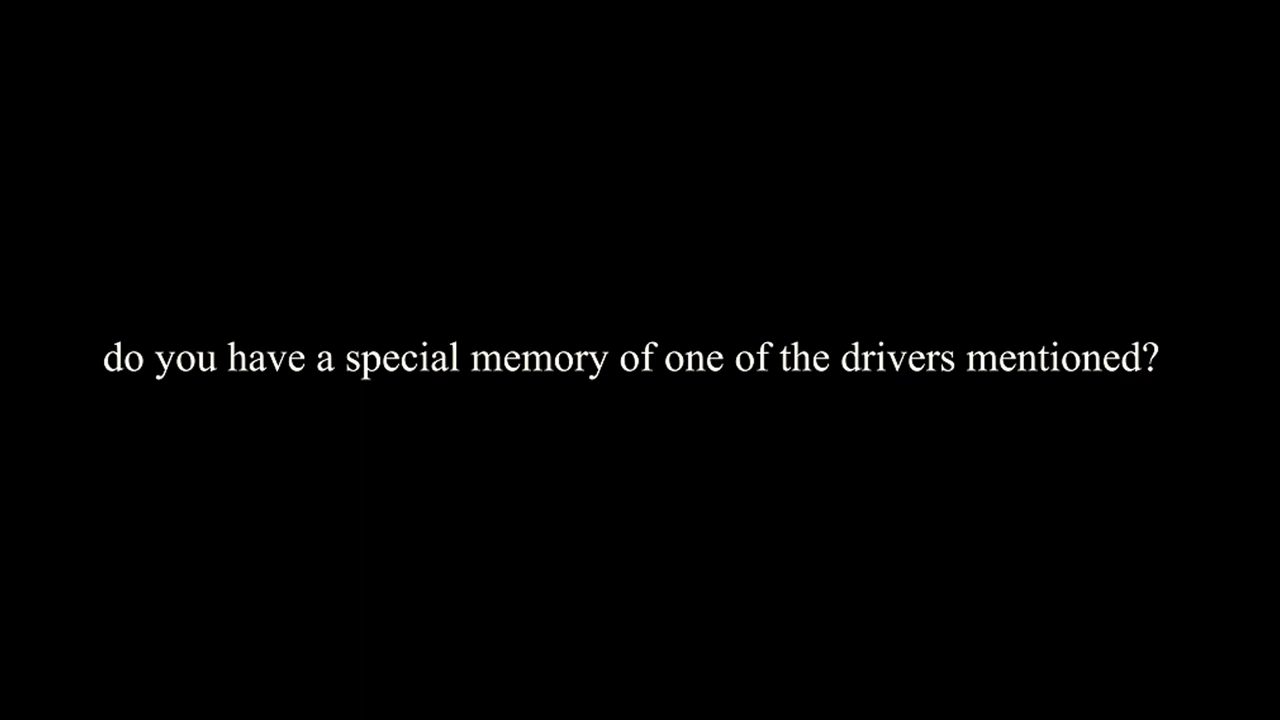 do you have a special memory of one of the drivers mentioned?